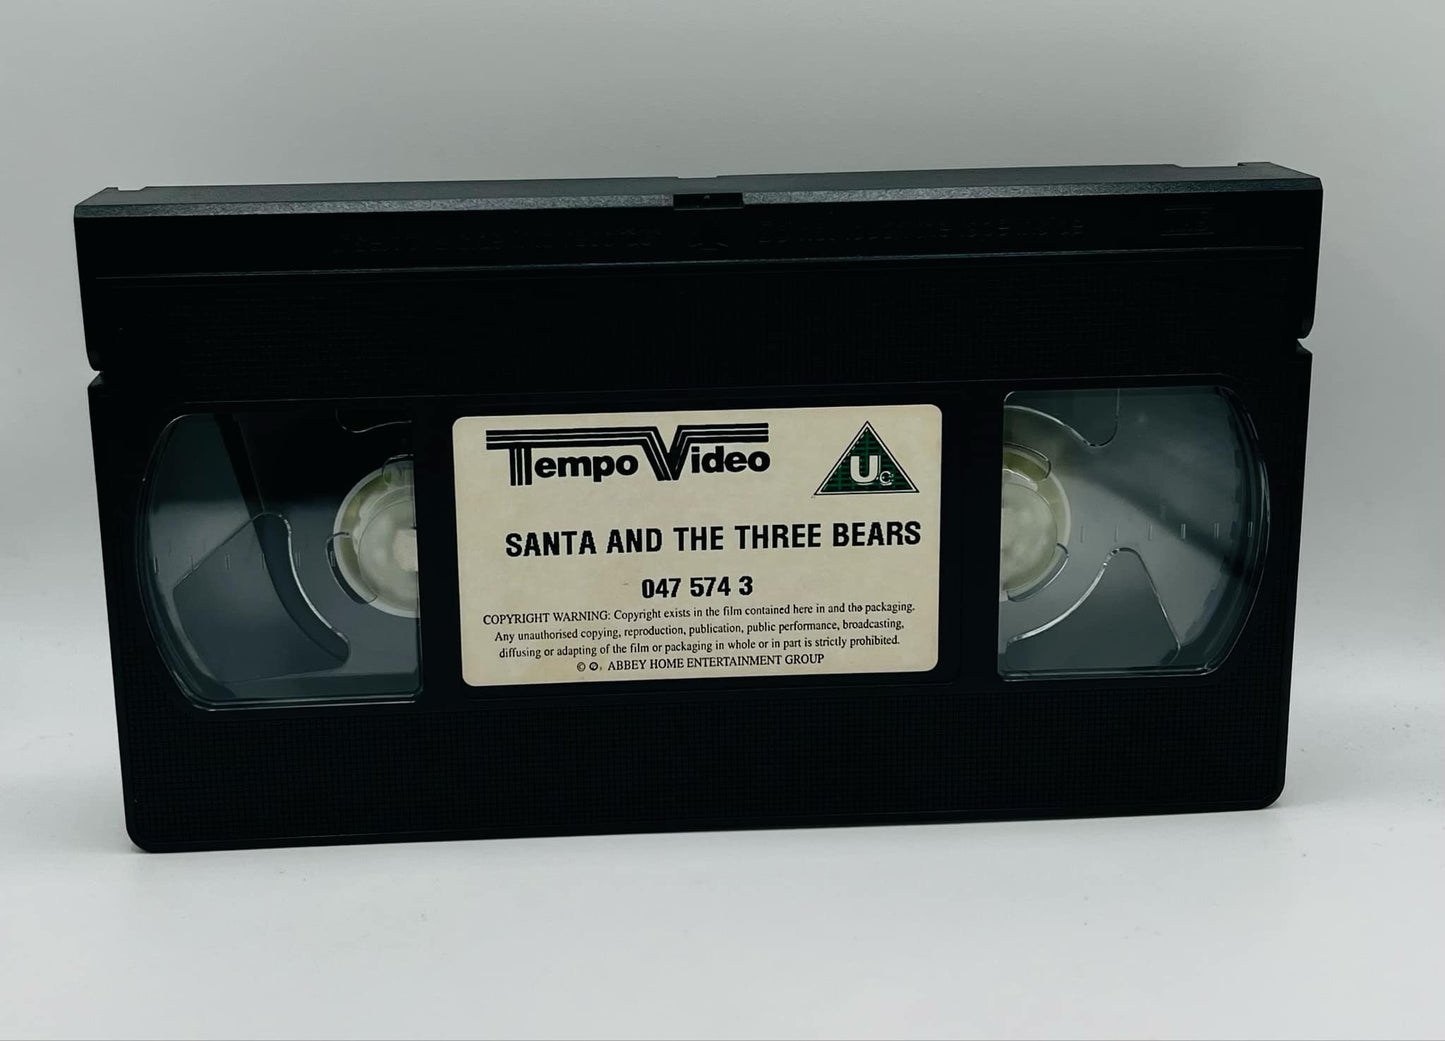 Tempo Video
Uc
SANTA AND THE THREE BEARS
047 574 3
COPYRIGHT WARNING: Copyright exists in the film contained here in and the packaging.
Any unauthorised copying, reproduction, publication, public performance, broadcasting,
diffusing or adapting of the film or packaging in whole or in part is strictly prohibited.
© ℗. ABBEY HOME ENTERTAINMENT GROUP